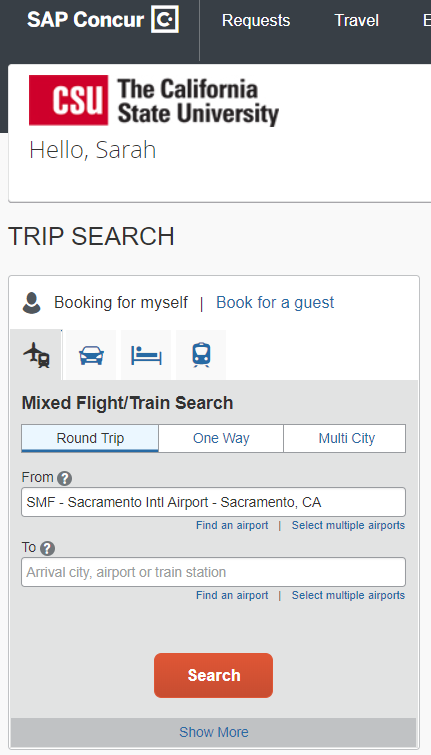 SAP Concur C
Requests
Travel
E
CSU The California
State University
Hello, Sarah
TRIP SEARCH
Booking for myself | Book for a guest
Mixed Flight/Train Search
Round Trip
One Way
Multi City
From ?
SMF - Sacramento Intl Airport - Sacramento, CA
Find an airport | Select multiple airports
To ?
Arrival city, airport or train station
Find an airport | Select multiple airports
Search
Show More